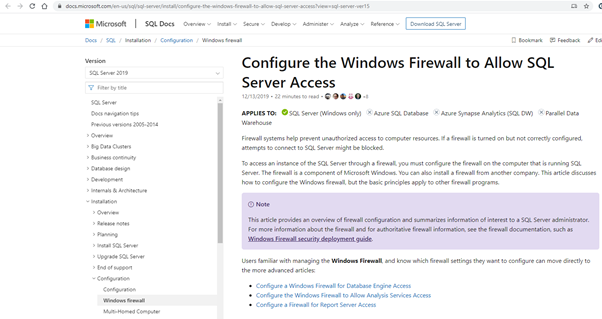 docs.microsoft.com/en-us/sql/sql-server/install/configure-the-windows-firewall-to-allow-sql-server-access?view=sql-server-ver15
Microsoft SQL Docs Overview Install Secure Develop Administer Analyze Reference Download SQL Server
Docs / SQL / Installation / Configuration / Windows firewall Bookmark Feedback Edi
Version
SQL Server 2019
Filter by title
SQL Server
Docs navigation tips
Previous versions 2005-2014
Overview
Big Data Clusters
Business continuity
Database design
Development
Internals & Architecture
Installation
Overview
Release notes
Planning
Install SQL Server
Upgrade SQL Server
End of support
Configuration
Configuration
Windows firewall
Multi-Homed Computer
Configure the Windows Firewall to Allow SQL
Server Access
12/13/2019 • 22 minutes to read • +8
APPLIES TO: SQL Server (Windows only) Azure SQL Database Azure Synapse Analytics (SQL DW) Parallel Data
Warehouse
Firewall systems help prevent unauthorized access to computer resources. If a firewall is turned on but not correctly configured,
attempts to connect to SQL Server might be blocked.
To access an instance of the SQL Server through a firewall, you must configure the firewall on the computer that is running SQL
Server. The firewall is a component of Microsoft Windows. You can also install a firewall from another company. This article discusses
how to configure the Windows firewall, but the basic principles apply to other firewall programs.
Note
This article provides an overview of firewall configuration and summarizes information of interest to a SQL Server administrator.
For more information about the firewall and for authoritative firewall information, see the firewall documentation, such as
Windows Firewall security deployment guide.
Users familiar with managing the Windows Firewall, and know which firewall settings they want to configure can move directly to
the more advanced articles:
• Configure a Windows Firewall for Database Engine Access
• Configure the Windows Firewall to Allow Analysis Services Access
• Configure a Firewall for Report Server Access